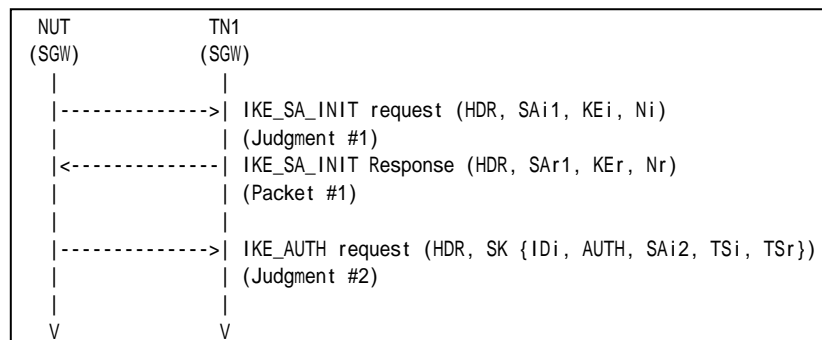 NUT TN1
(SGW) (SGW)
| |
|-------------->| IKE_SA_INIT request (HDR, SAi1, KEi, Ni)
| | (Judgment #1)
|<--------------| IKE_SA_INIT Response (HDR, SAr1, KEr, Nr)
| | (Packet #1)
| |
|-------------->| IKE_AUTH request (HDR, SK {IDi, AUTH, SAi2, TSi, TSr})
| | (Judgment #2)
| |
V V